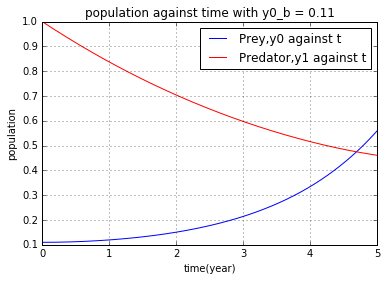 population against time with y0_b = 0.11
Prey,y0 against t
Predator,y1 against t
population
1.0
0.9
0.8
0.7
0.6
0.5
0.4
0.3
0.2
0.1
0 1 2 3 4 5
time(year)